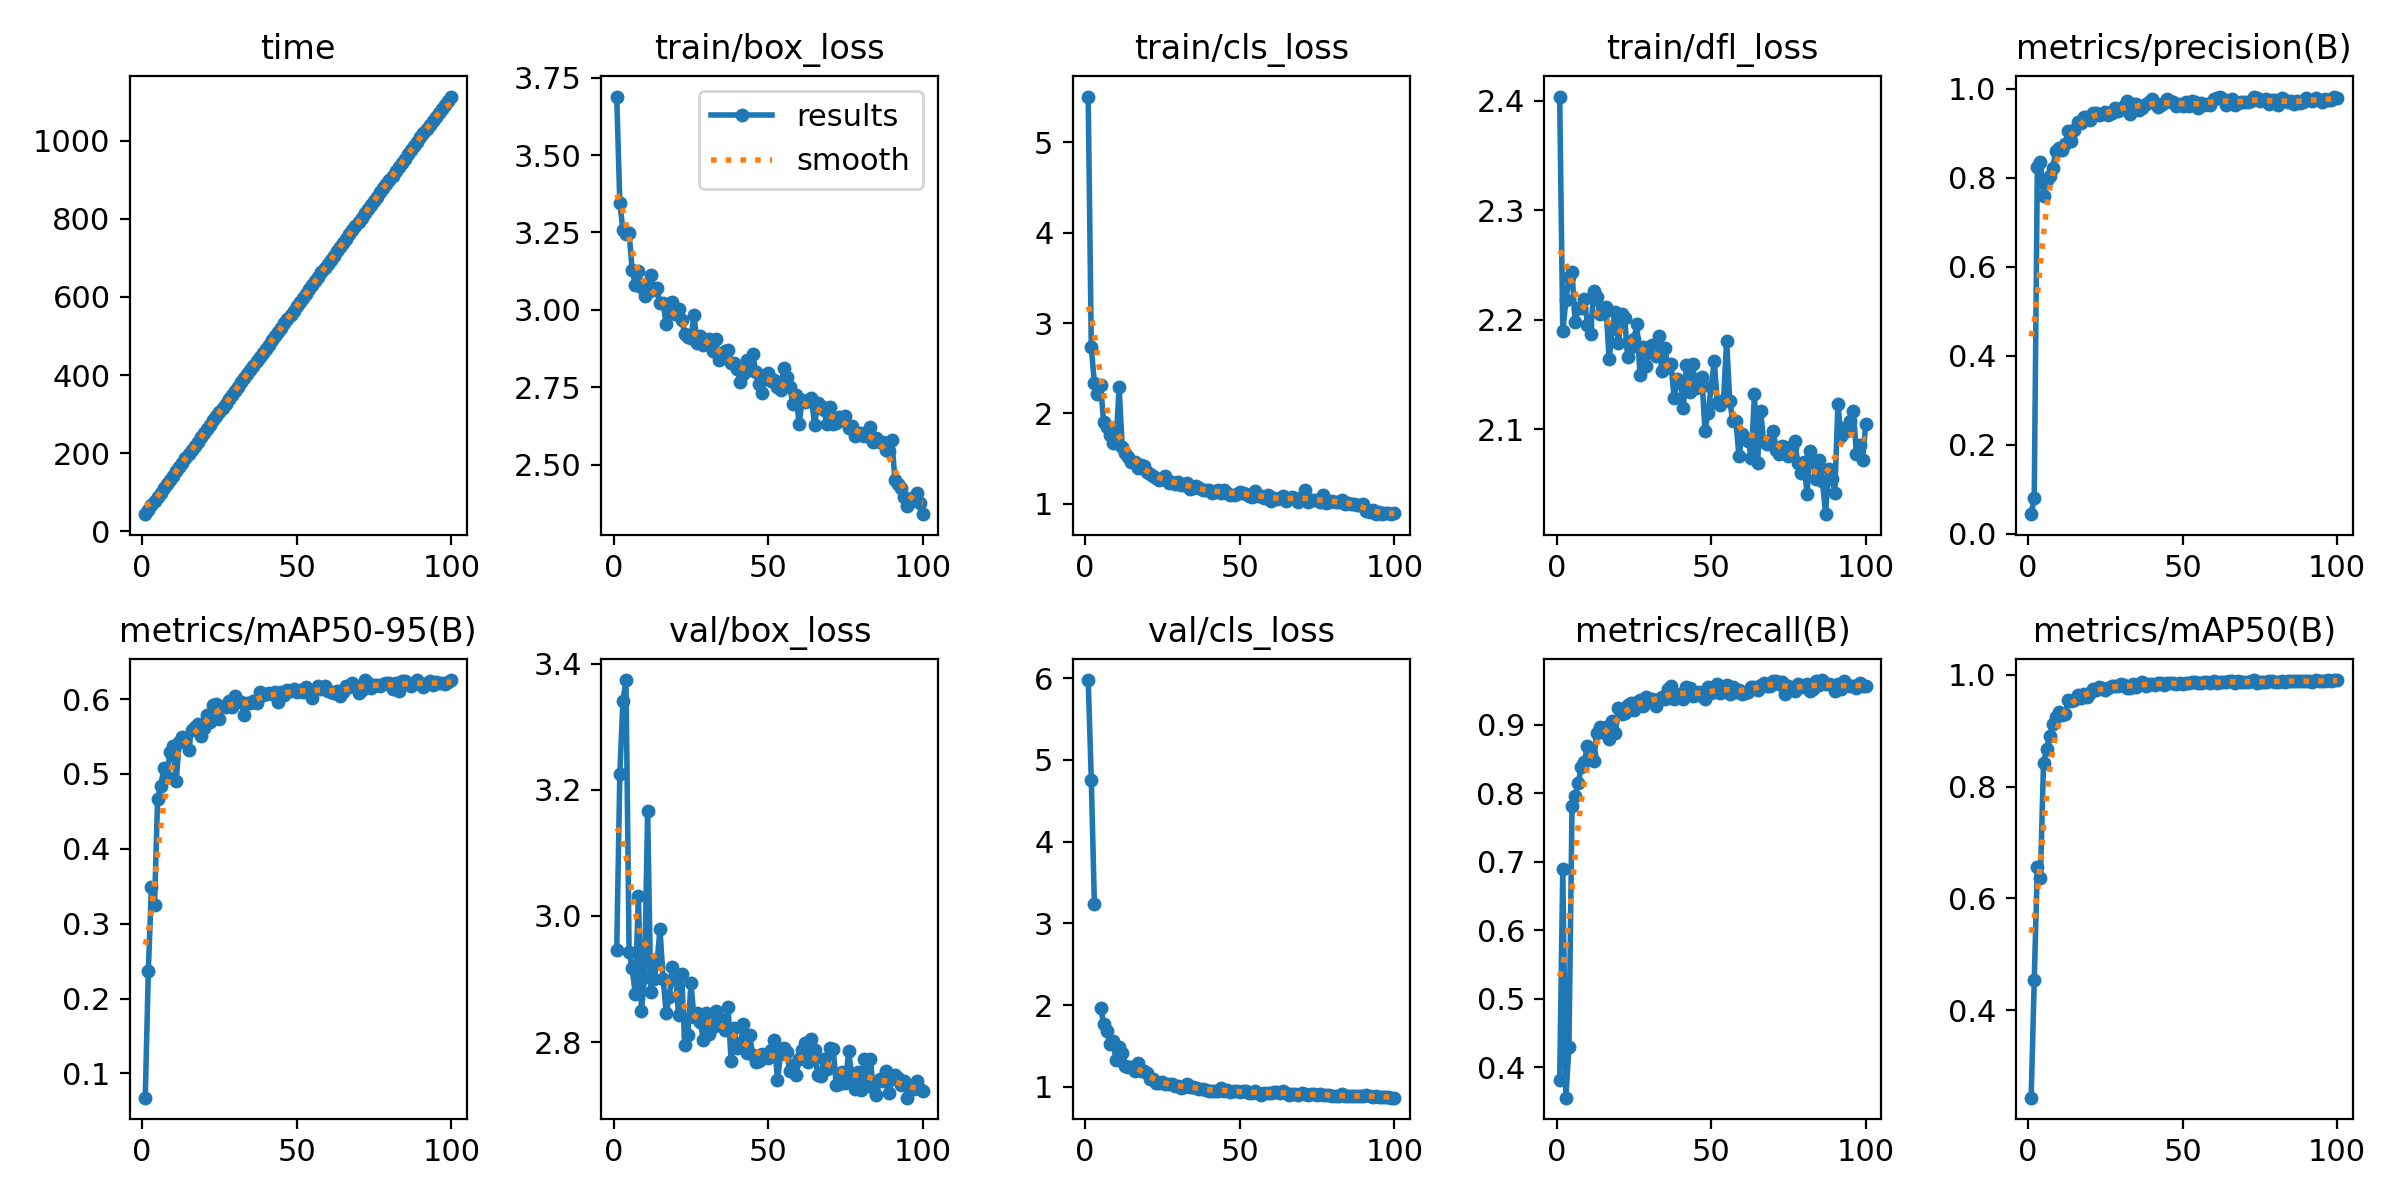 time
1000
800
600
400
200
0
0 50 100
train/box_loss
3.75
3.50
3.25
3.00
2.75
2.50
results
smooth
0 50 100
train/cls_loss
5
4
3
2
1
0 50 100
train/dfl_loss
2.4
2.3
2.2
2.1
0 50 100
metrics/precision(B)
1.0
0.8
0.6
0.4
0.2
0.0
0 50 100
metrics/mAP50-95(B)
0.6
0.5
0.4
0.3
0.2
0.1
0 50 100
val/box_loss
3.4
3.2
3.0
2.8
0 50 100
val/cls_loss
6
5
4
3
2
1
0 50 100
metrics/recall(B)
0.9
0.8
0.7
0.6
0.5
0.4
0 50 100
metrics/mAP50(B)
1.0
0.8
0.6
0.4
0 50 100